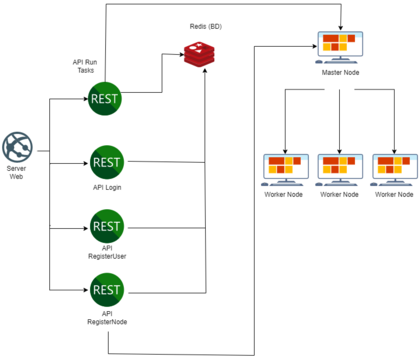 Redis (BD)
API Run
Tasks
REST
Master Node
Server
Web
REST
API Login
Worker Node
Worker Node
Worker Node
REST
API
RegisterUser
REST
API
RegisterNode